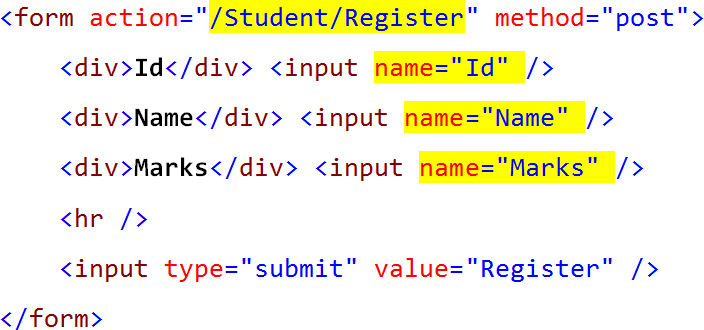 <form action="/Student/Register" method="post">
<div>Id</div> <input name="Id" />
<div>Name</div> <input name="Name" />
<div>Marks</div> <input name="Marks" />
<hr />
<input type="submit" value="Register" />
</form>